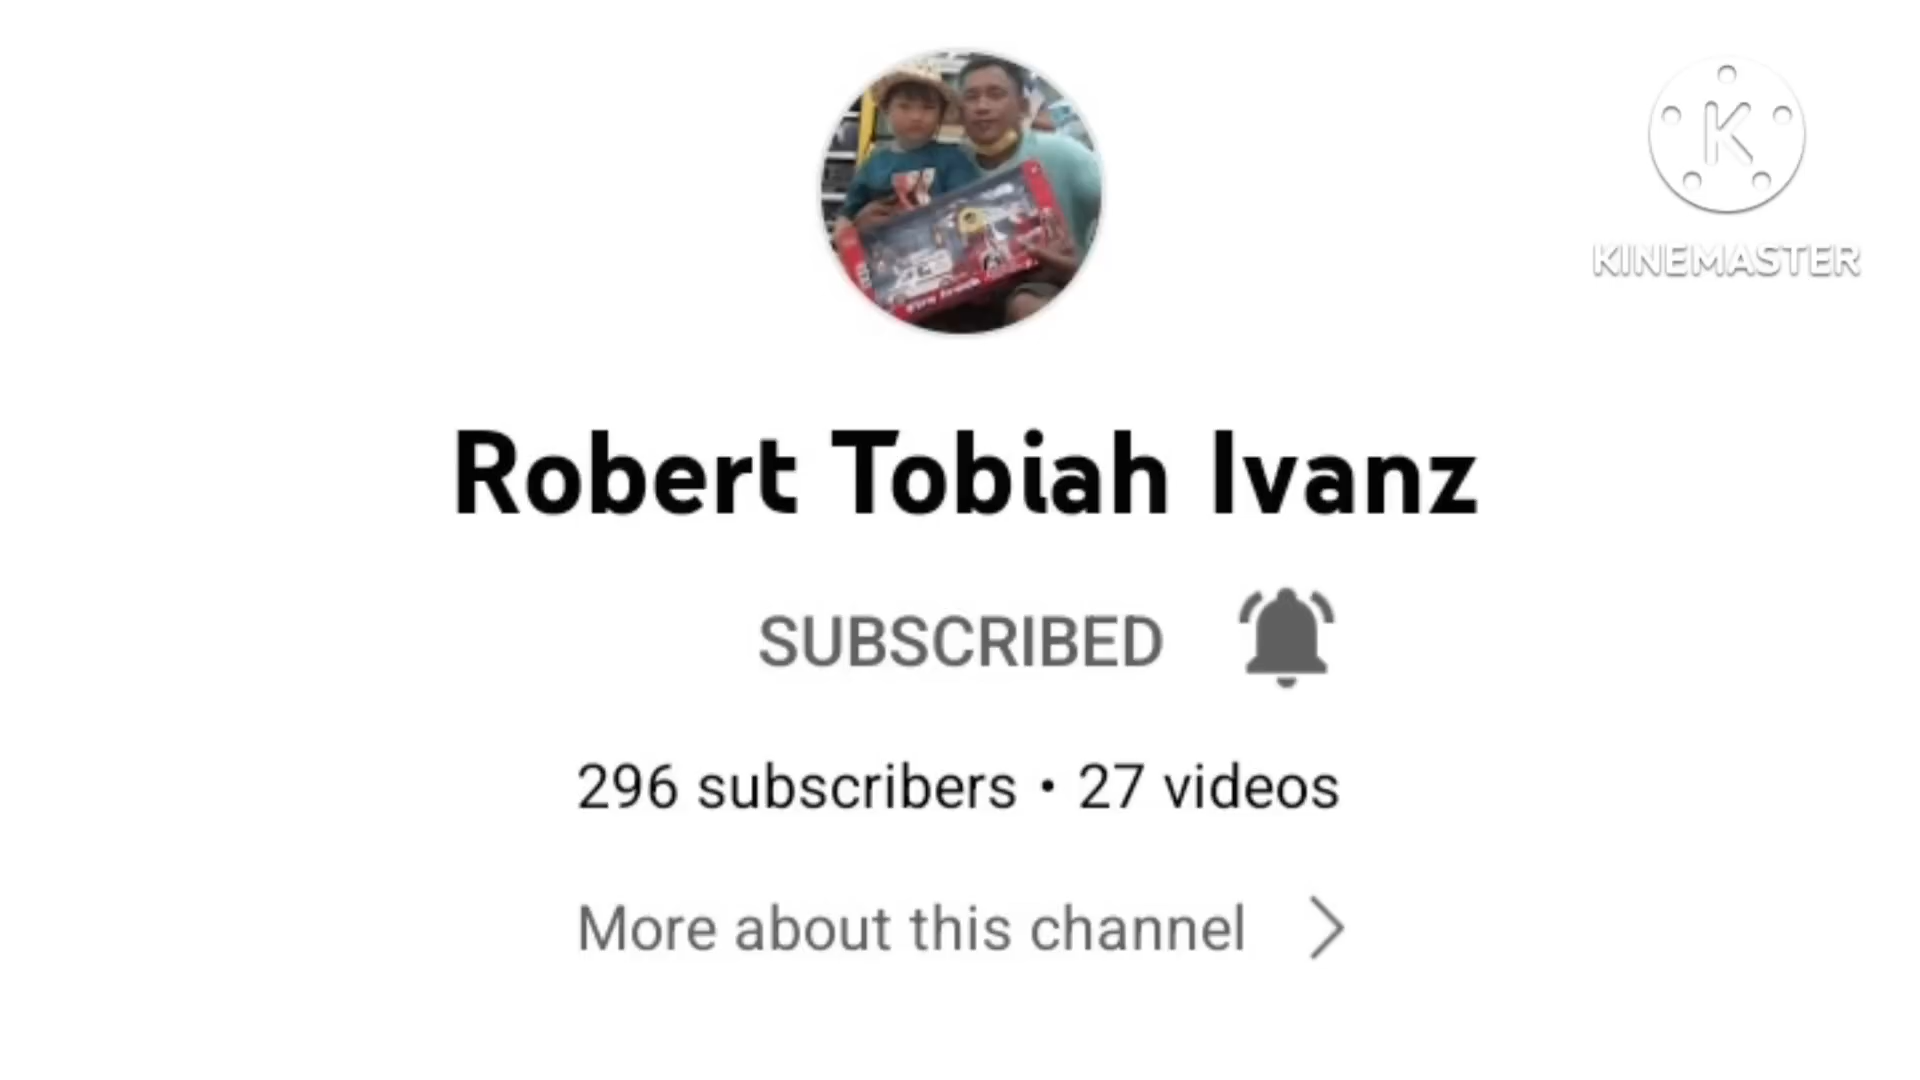 K
KINEMASTER
Robert Tobiah Ivanz
SUBSCRIBED
296 subscribers • 27 videos
More about this channel